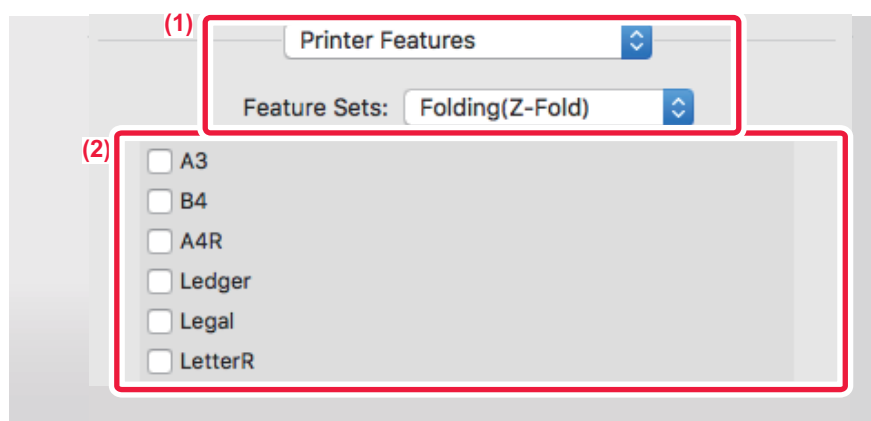 (1)
Printer Features
Feature Sets: Folding(Z-Fold)
(2)
A3
B4
A4R
Ledger
Legal
LetterR